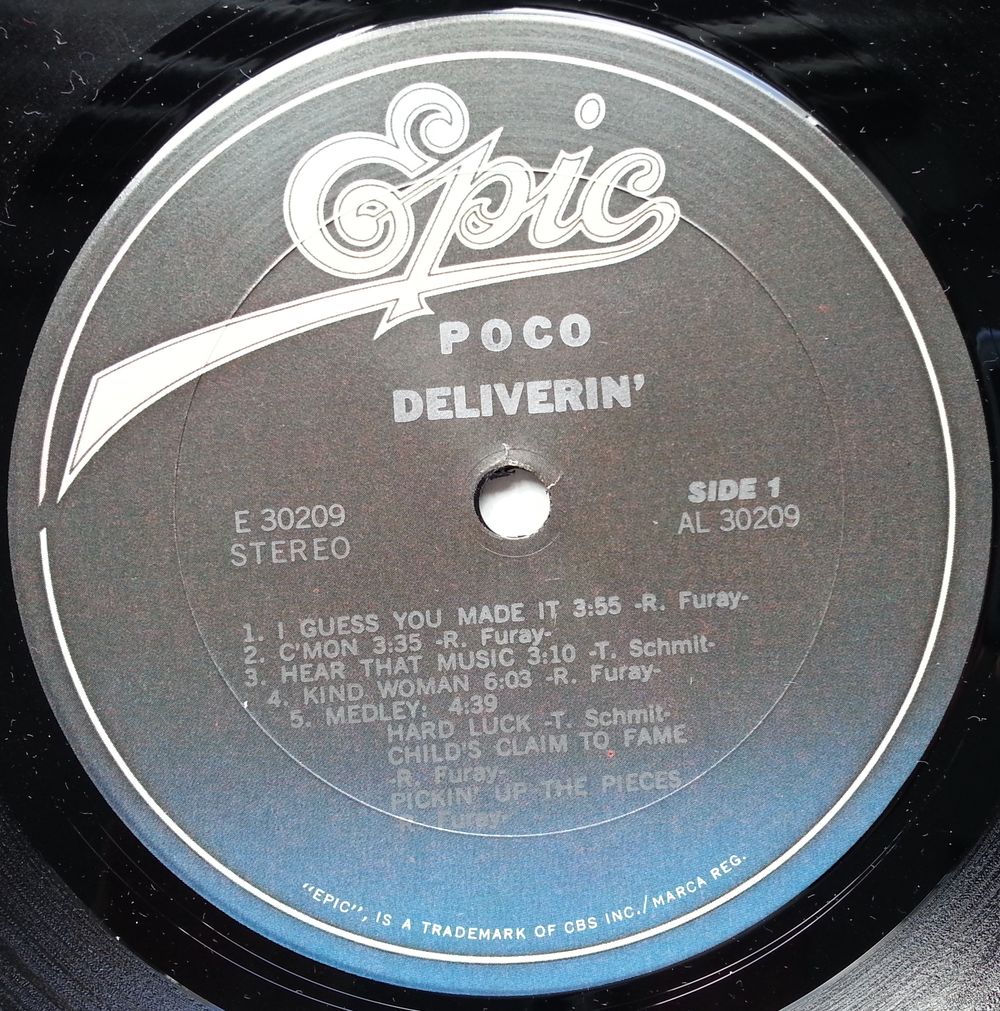 Epic
POCO
DELIVERIN'
E 30209
STEREO
SIDE 1
AL 30209
1. I GUESS YOU MADE IT 3:55 -R. Furay-
2. C'MON 3:35 -R. Furay-
3. HEAR THAT MUSIC 3:10 -T. Schmit-
4. KIND WOMAN 6:03 -R. Furay-
5. MEDLEY: 4:39
HARD LUCK -T. Schmit-
CHILD'S CLAIM TO FAME
-R. Furay-
PICKIN' UP THE PIECES
-R. Furay-
"EPIC", IS A TRADEMARK OF CBS INC./MARCA REG.